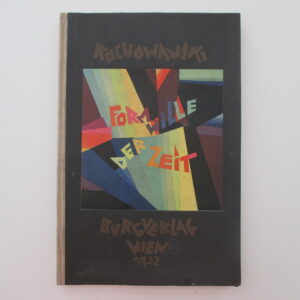 ROCHOWANSKI
FORMWILLE
DER ZEIT
BURGVERLAG
WIEN
1922